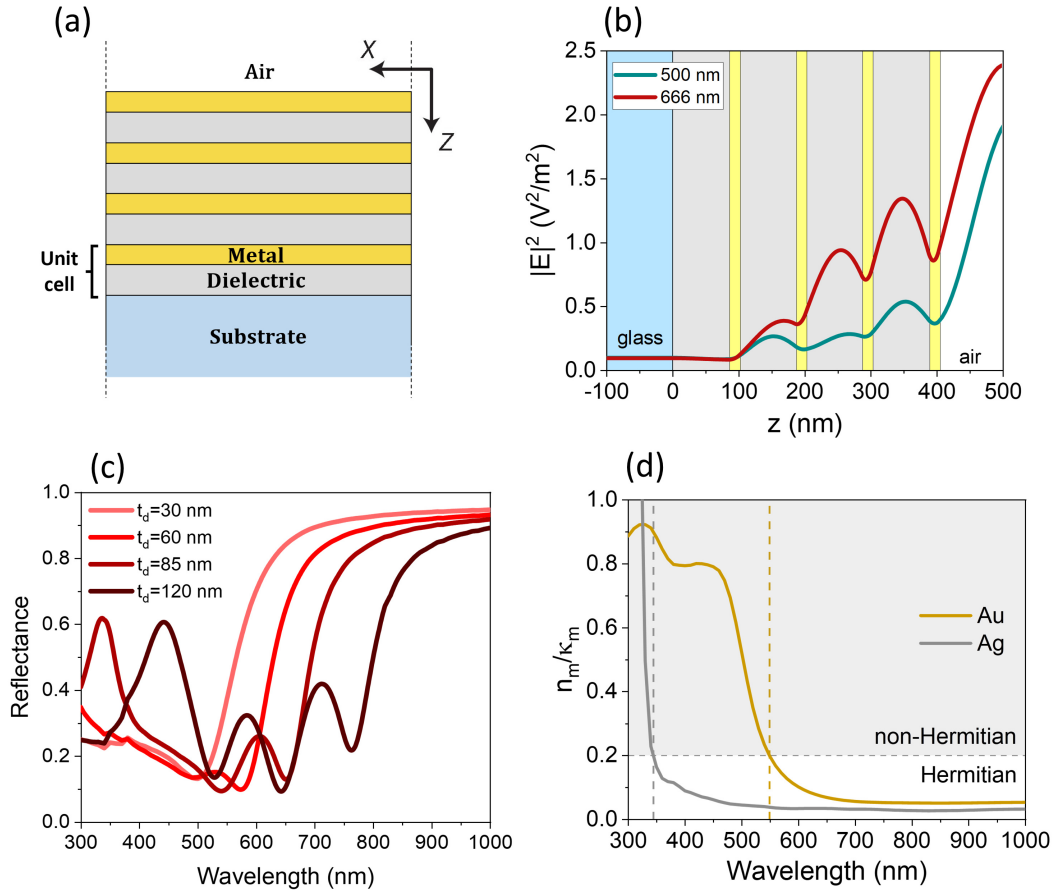 (a)
X
Air
Z
Unit
cell
Metal
Dielectric
Substrate
(b)
2.5
2.0
1.5
1.0
0.5
0.0
|E|² (V²/m²)
500 nm
666 nm
glass
air
-100 0 100 200 300 400 500
z (nm)
(c)
1.0
0.8
0.6
0.4
0.2
0.0
Reflectance
t_d=30 nm
t_d=60 nm
t_d=85 nm
t_d=120 nm
300 400 500 600 700 800 900 1000
Wavelength (nm)
(d)
1.0
0.8
0.6
0.4
0.2
0.0
n_m/κ_m
Au
Ag
non-Hermitian
Hermitian
300 400 500 600 700 800 900 1000
Wavelength (nm)